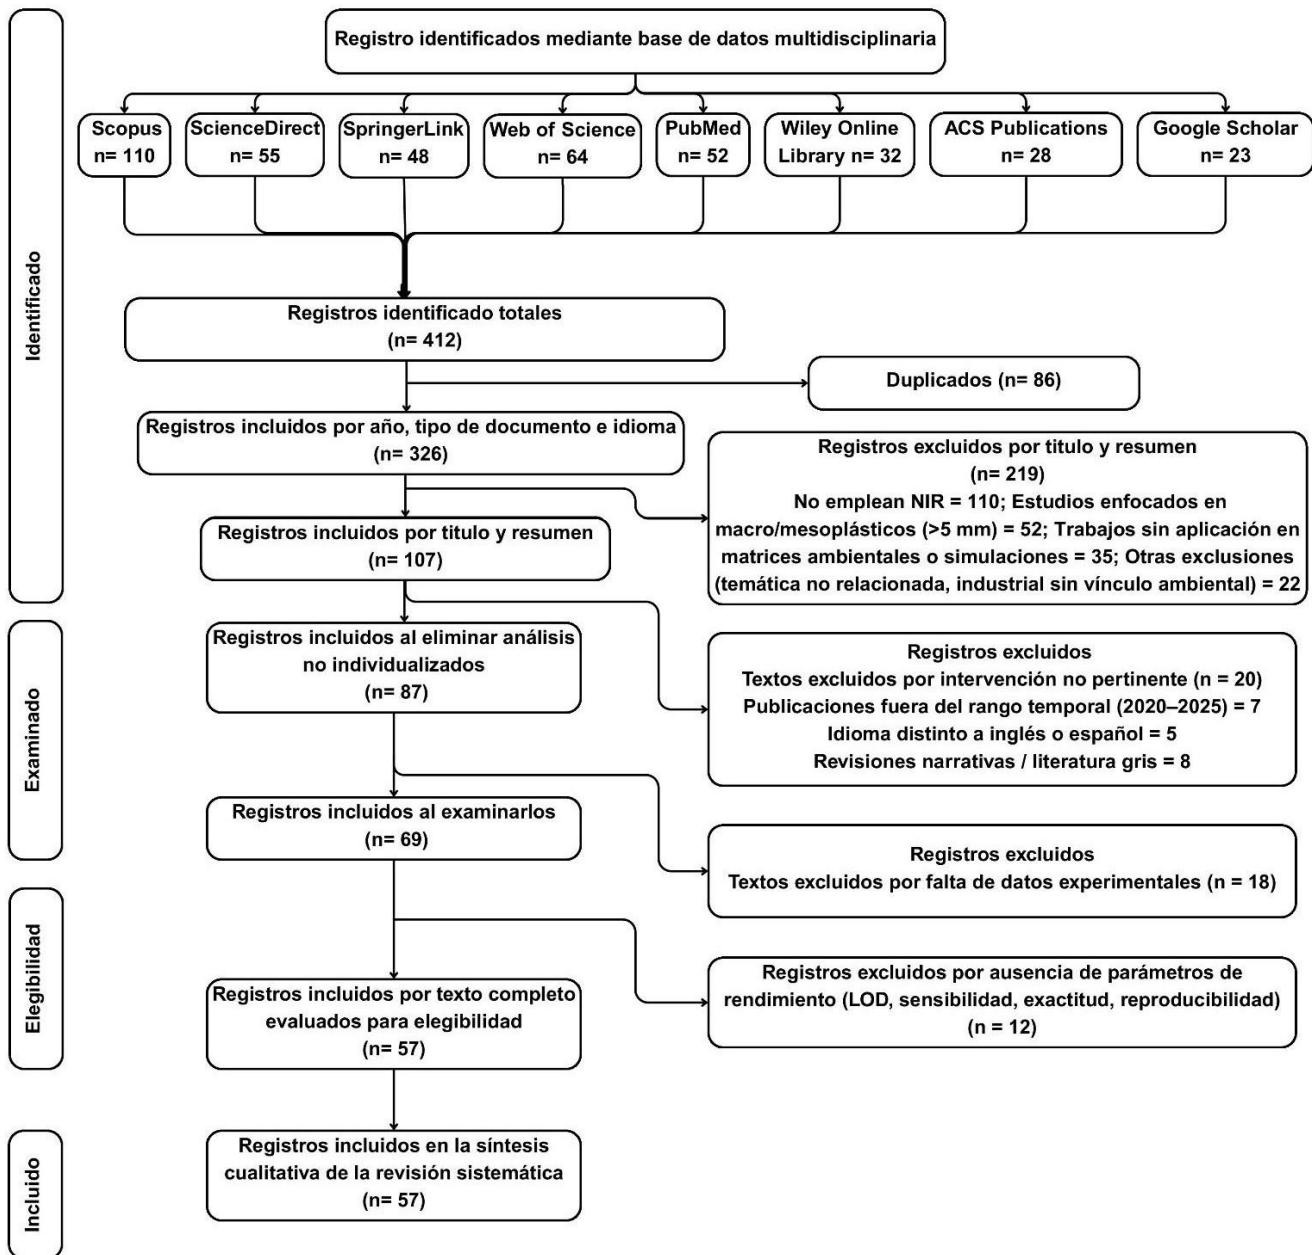 Registro identificados mediante base de datos multidisciplinaria
Scopus
n= 110
ScienceDirect
n= 55
SpringerLink
n= 48
Web of Science
n= 64
PubMed
n= 52
Wiley Online
Library n= 32
ACS Publications
n= 28
Google Scholar
n= 23
Identificado
Registros identificado totales
(n= 412)
Duplicados (n= 86)
Registros incluidos por año, tipo de documento e idioma
(n= 326)
Registros excluidos por titulo y resumen
(n= 219)
No emplean NIR = 110; Estudios enfocados en
macro/mesoplásticos (>5 mm) = 52; Trabajos sin aplicación en
matrices ambientales o simulaciones = 35; Otras exclusiones
(temática no relacionada, industrial sin vínculo ambiental) = 22
Registros incluidos por titulo y resumen
(n= 107)
Examinado
Registros incluidos al eliminar análisis
no individualizados
(n= 87)
Registros excluidos
Textos excluidos por intervención no pertinente (n = 20)
Publicaciones fuera del rango temporal (2020–2025) = 7
Idioma distinto a inglés o español = 5
Revisiones narrativas / literatura gris = 8
Registros incluidos al examinarlos
(n= 69)
Registros excluidos
Textos excluidos por falta de datos experimentales (n = 18)
Elegibilidad
Registros excluidos por ausencia de parámetros de
rendimiento (LOD, sensibilidad, exactitud, reproducibilidad)
(n = 12)
Registros incluidos por texto completo
evaluados para elegibilidad
(n= 57)
Incluido
Registros incluidos en la síntesis
cualitativa de la revisión sistemática
(n= 57)